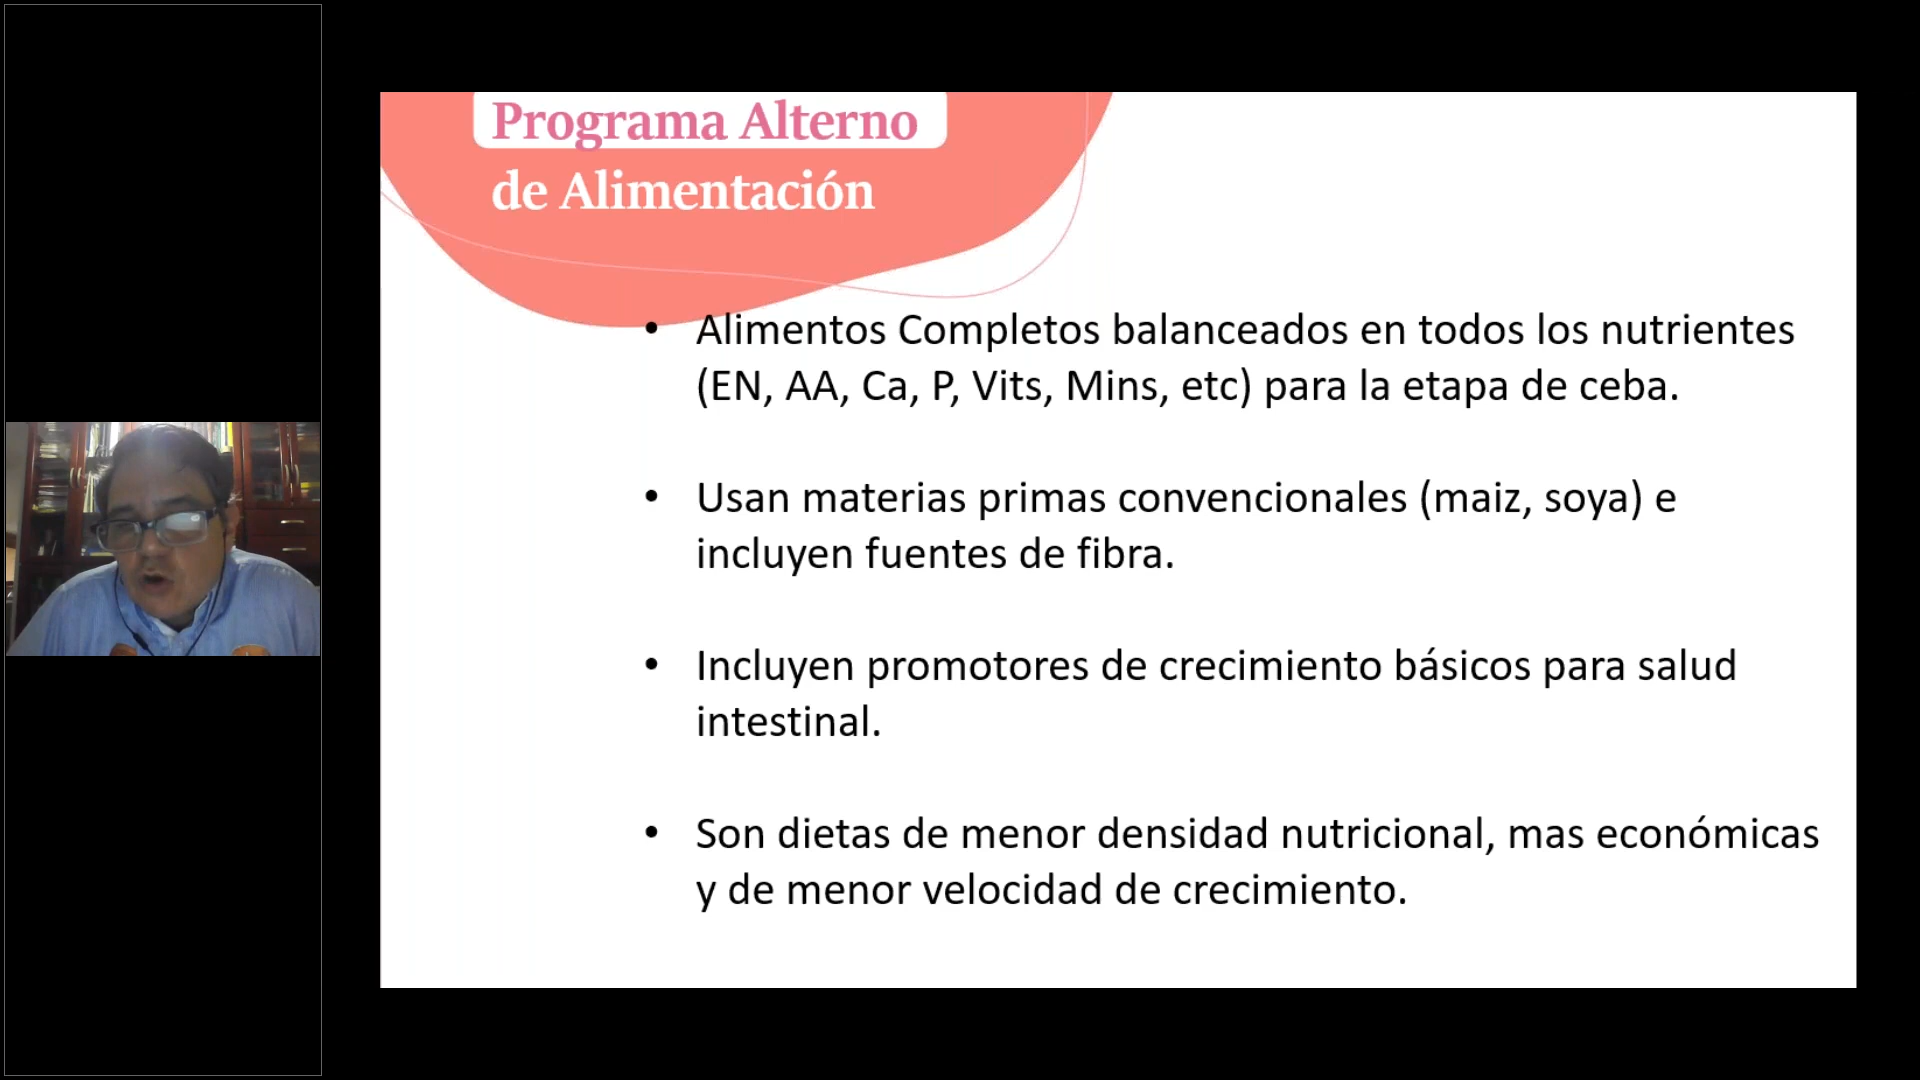 Programa Alterno
de Alimentación
• Alimentos Completos balanceados en todos los nutrientes
(EN, AA, Ca, P, Vits, Mins, etc) para la etapa de ceba.
• Usan materias primas convencionales (maiz, soya) e
incluyen fuentes de fibra.
• Incluyen promotores de crecimiento básicos para salud
intestinal.
• Son dietas de menor densidad nutricional, mas económicas
y de menor velocidad de crecimiento.